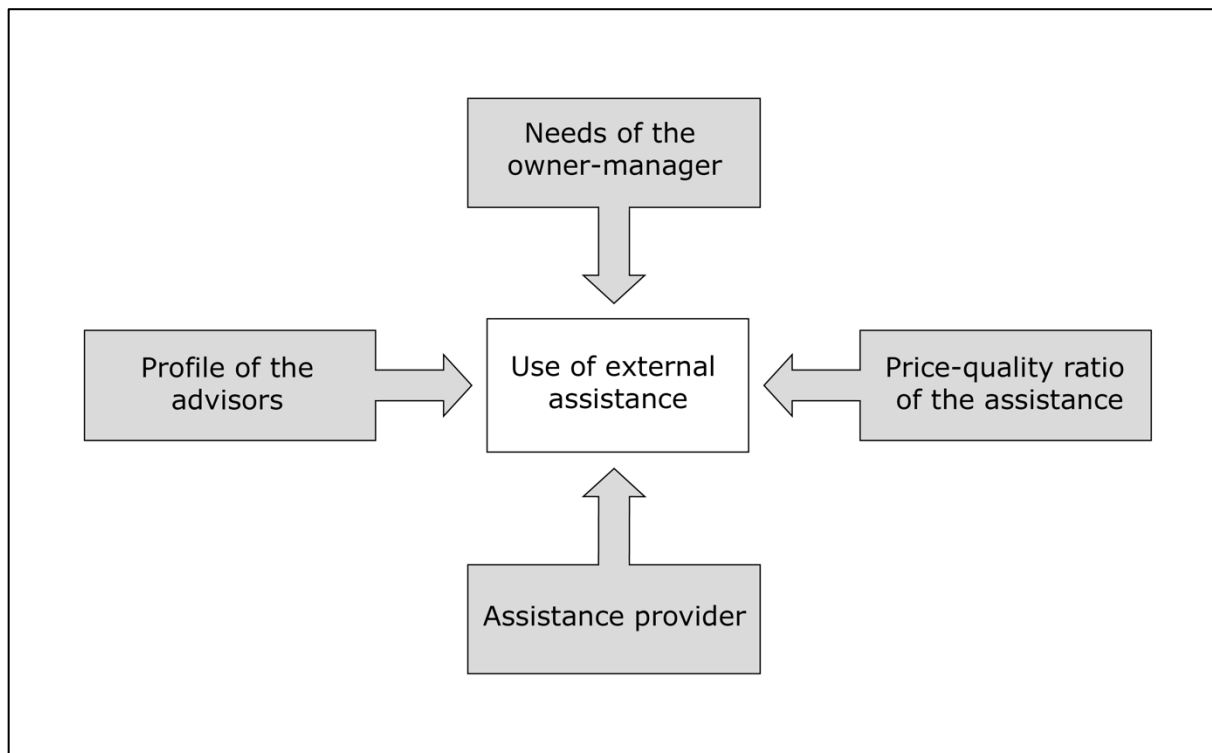 Needs of the
owner-manager
Profile of the
advisors
Use of external
assistance
Price-quality ratio
of the assistance
Assistance provider